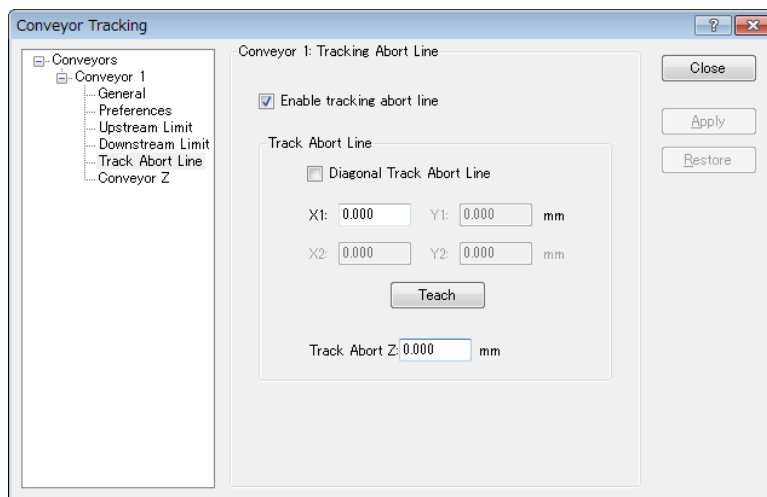 Conveyor Tracking
Conveyors
Conveyor 1
General
Preferences
Upstream Limit
Downstream Limit
Track Abort Line
Conveyor Z
Conveyor 1: Tracking Abort Line
Enable tracking abort line
Track Abort Line
Diagonal Track Abort Line
X1: 0.000 Y1: 0.000 mm
X2: 0.000 Y2: 0.000 mm
Teach
Track Abort Z: 0.000 mm
Close
Apply
Restore